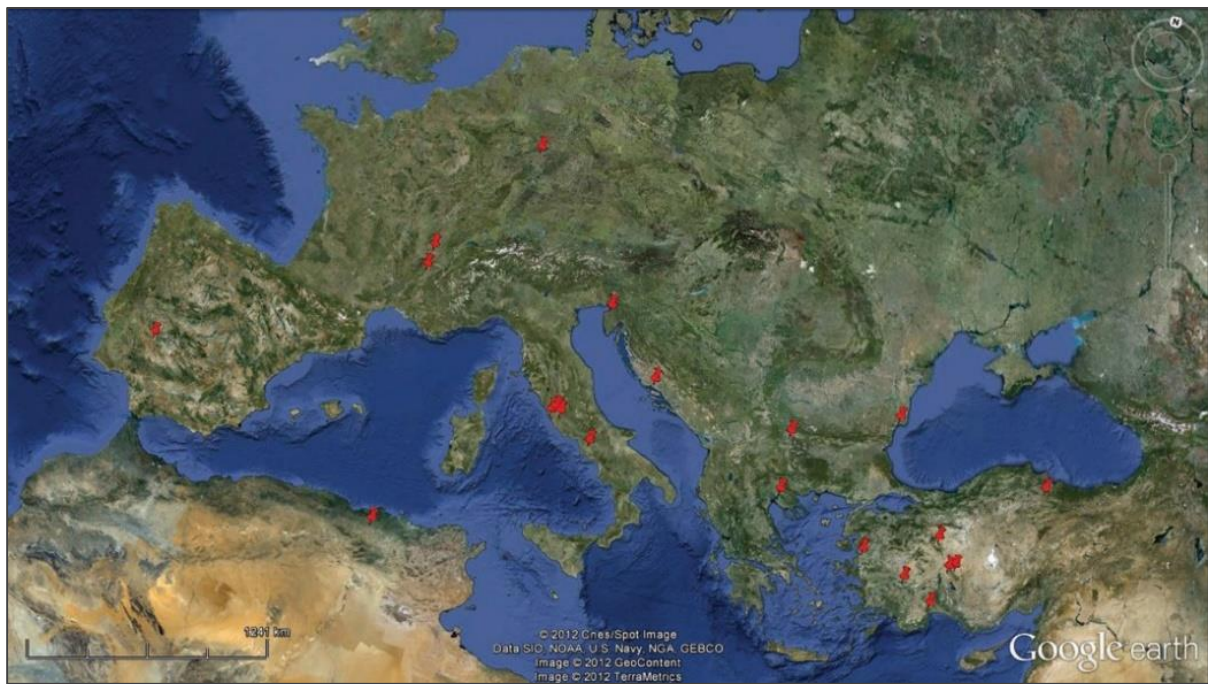 N
1241 km
© 2012 Cnes/Spot Image
Data SIO, NOAA, U.S. Navy, NGA, GEBCO
Image © 2012 GeoContent
Image © 2012 TerraMetrics
Google earth